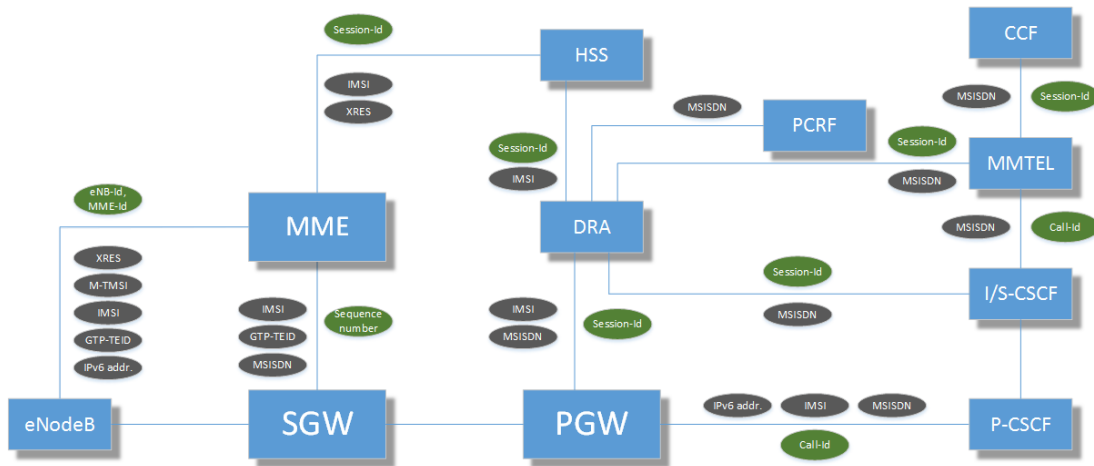 Session-Id
HSS
CCF
IMSI
XRES
MSISDN
PCRF
MSISDN
Session-Id
Session-Id
IMSI
Session-Id
MSISDN
MMTEL
eNB-Id,
MME-Id
MME
DRA
MSISDN
Call-Id
XRES
M-TMSI
IMSI
GTP-TEID
IPv6 addr.
IMSI
GTP-TEID
MSISDN
Sequence
number
IMSI
MSISDN
Session-Id
Session-Id
MSISDN
I/S-CSCF
eNodeB
SGW
PGW
IPv6 addr.
IMSI
MSISDN
Call-Id
P-CSCF